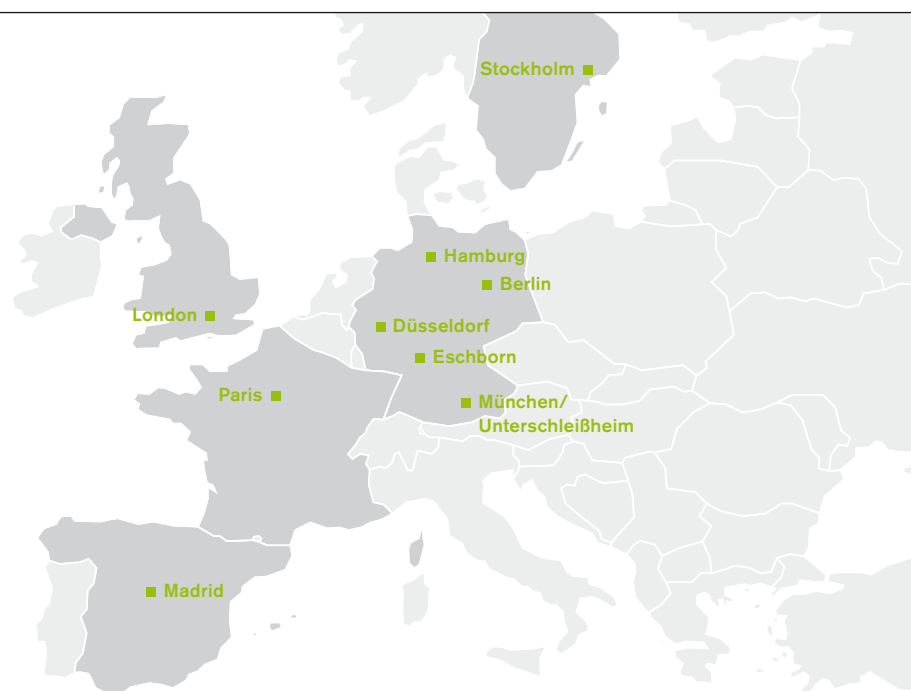 Stockholm
Hamburg
Berlin
London
Düsseldorf
Eschborn
Paris
München/
Unterschleißheim
Madrid